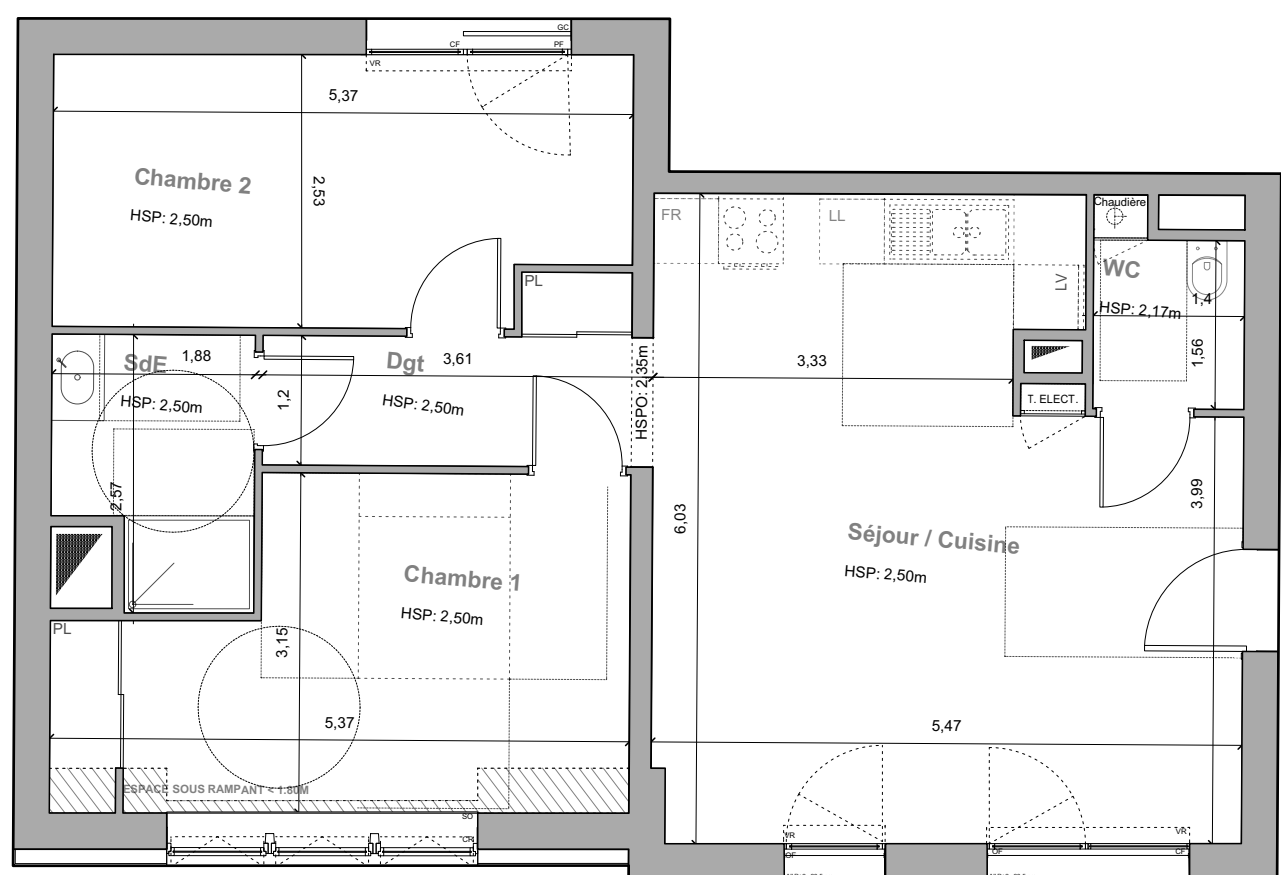 GC
CF
PF
VR
5,37
Chambre 2
HSP: 2,50m
2,53
PL
FR
LL
LV
Chaudière
WC
HSP: 2,17m
1,4
1,56
SdE
1,88
HSP: 2,50m
Dgt
3,61
HSP: 2,50m
1,2
HSPO: 2,35m
3,33
T. ELECT.
2,57
6,03
3,99
Séjour / Cuisine
HSP: 2,50m
Chambre 1
HSP: 2,50m
PL
3,15
5,37
5,47
ESPACE SOUS RAMPANT < 1.80M
SO
CR
VR
OF
VR
OF
CF